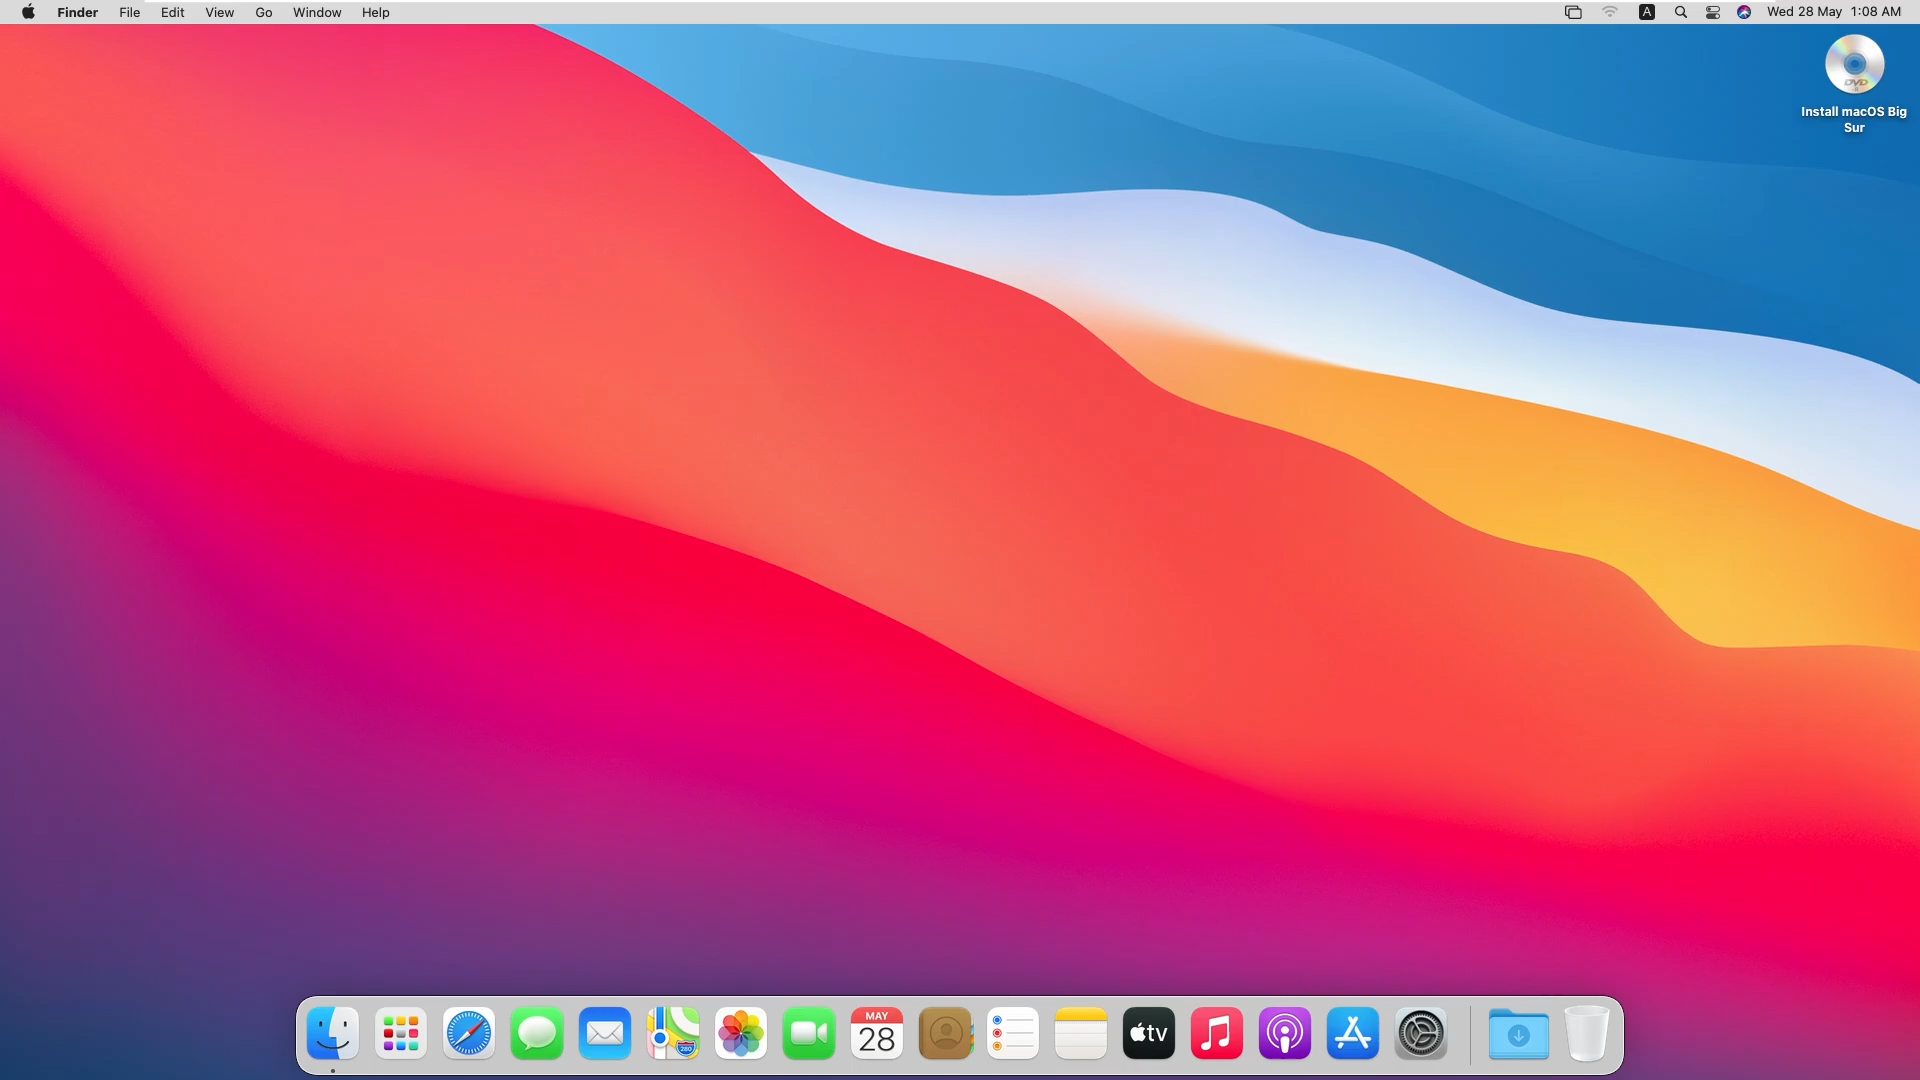 Finder File Edit View Go Window Help
A Wed 28 May 1:08 AM
DVD
Install macOS Big
Sur
MAY
28
280
tv